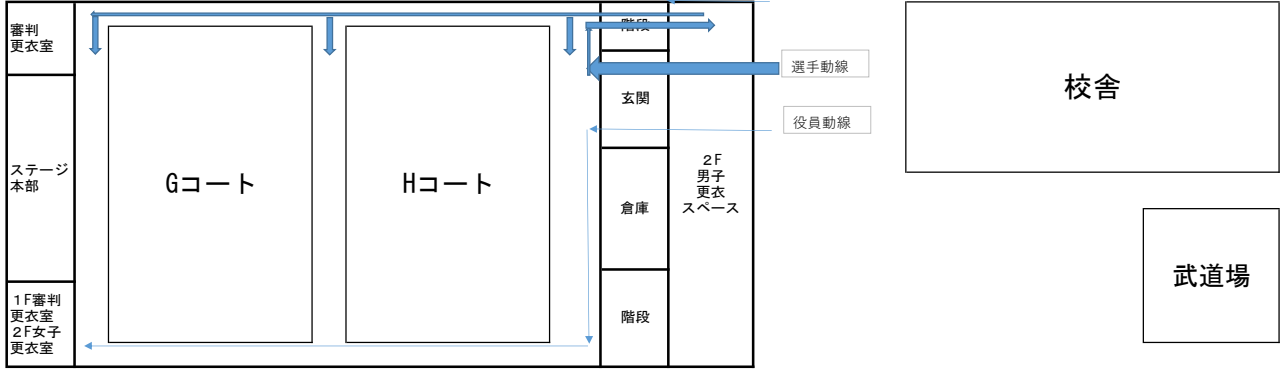 審判
更衣室
ステージ
本部
1F審判
更衣室
2F女子
更衣室
Gコート
Hコート
階段
玄関
倉庫
階段
2F
男子
更衣
スペース
選手動線
役員動線
校舎
武道場